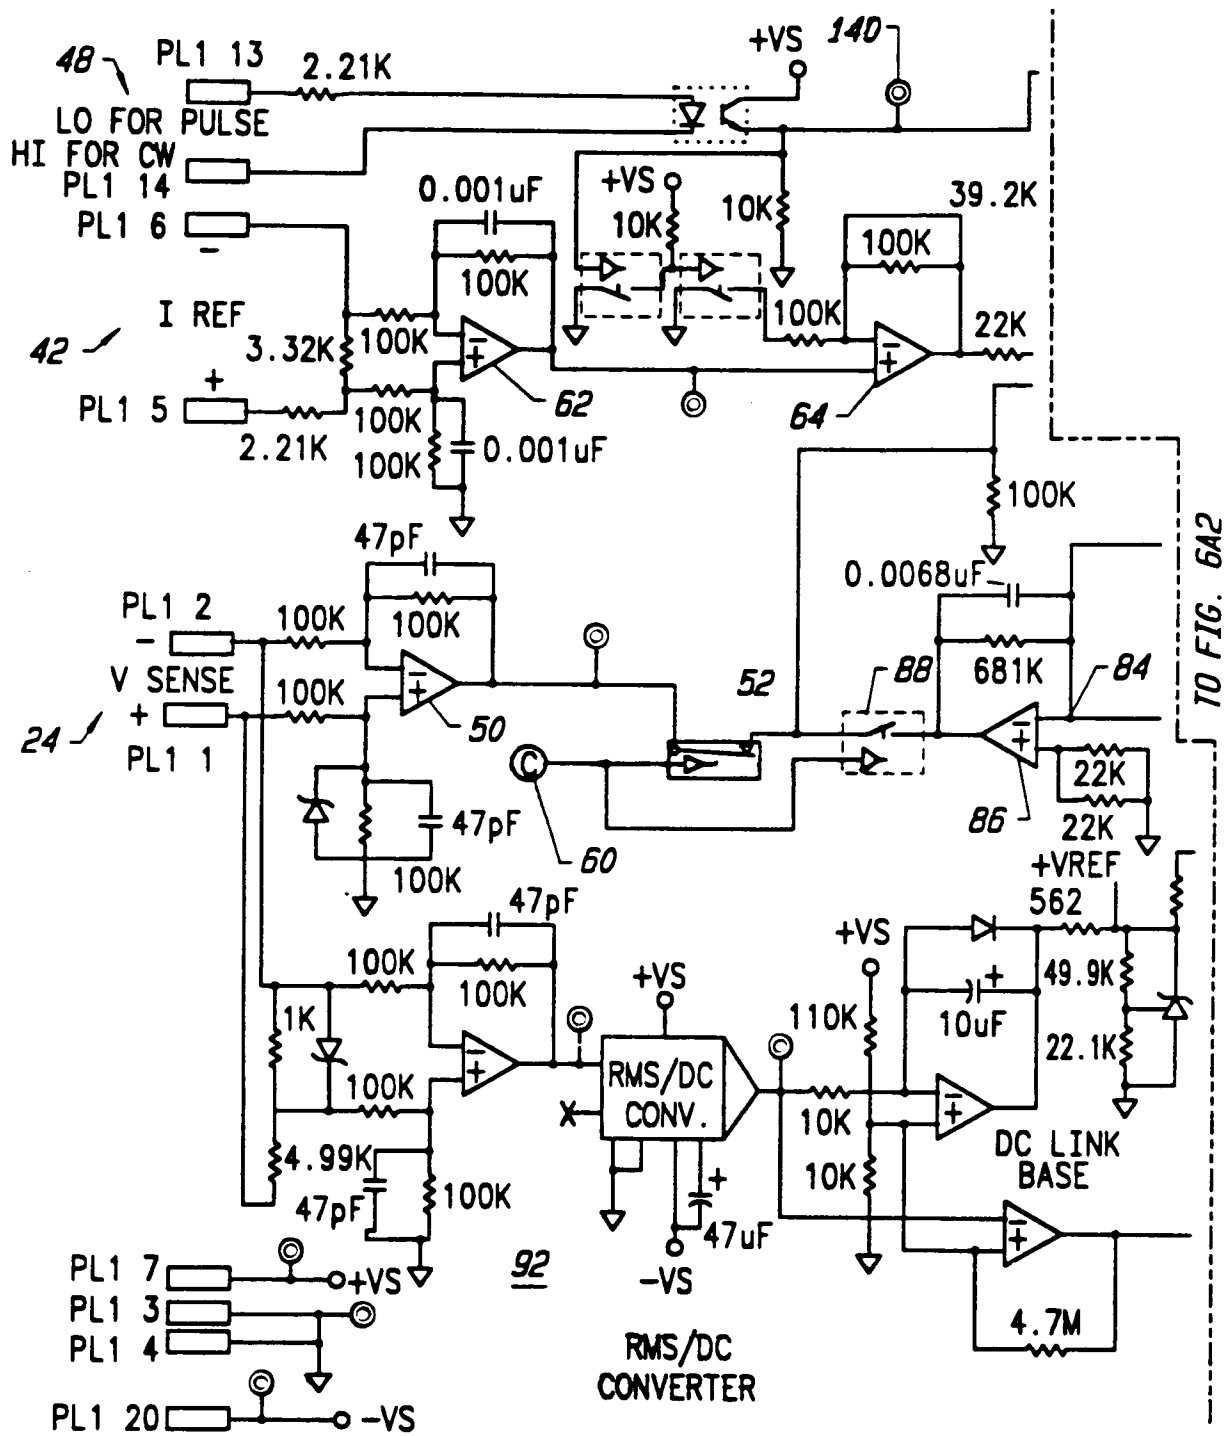 48
PL1 13
2.21K
+VS
140
LO FOR PULSE
HI FOR CW
PL1 14
PL1 6
-
0.001uF
+VS
10K
10K
39.2K
100K
100K
I REF
42
3.32K
100K
-
+
62
100K
-
+
64
22K
+
PL1 5
2.21K
100K
100K
0.001uF
100K
47pF
TO FIG. 6A2
0.0068uF
PL1 2
-
100K
100K
681K
84
V SENSE
100K
-
+
50
52
88
-
+
86
24
+
PL1 1
C
60
22K
22K
47pF
100K
47pF
+VREF
562
+VS
100K
100K
+VS
+
10uF
49.9K
1K
-
+
110K
22.1K
100K
RMS/DC
CONV.
X
10K
-
+
DC LINK
BASE
4.99K
47pF
100K
+
47uF
10K
-
+
-VS
92
PL1 7
+VS
PL1 3
PL1 4
4.7M
RMS/DC
CONVERTER
PL1 20
-VS